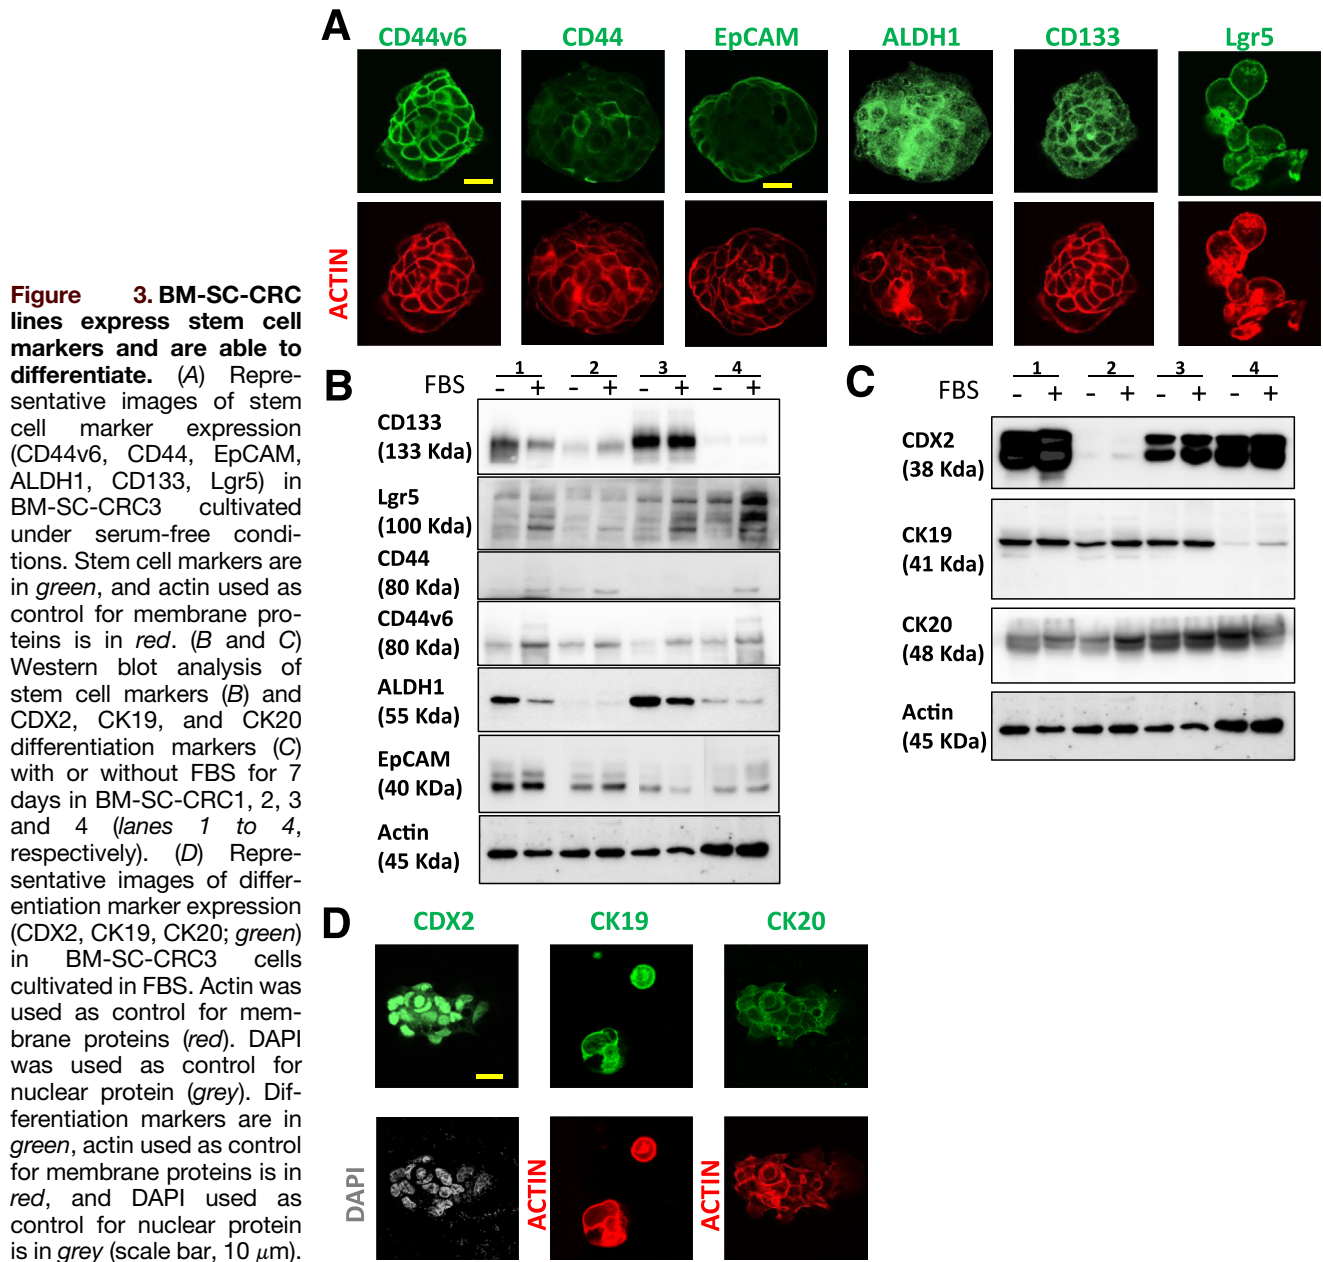 Figure 3. BM-SC-CRC
lines express stem cell
markers and are able to
differentiate. (A) Repre-
sentative images of stem
cell marker expression
(CD44v6, CD44, EpCAM,
ALDH1, CD133, Lgr5) in
BM-SC-CRC3 cultivated
under serum-free condi-
tions. Stem cell markers are
in green, and actin used as
control for membrane pro-
teins is in red. (B and C)
Western blot analysis of
stem cell markers (B) and
CDX2, CK19, and CK20
differentiation markers (C)
with or without FBS for 7
days in BM-SC-CRC1, 2, 3
and 4 (lanes 1 to 4,
respectively). (D) Repre-
sentative images of differ-
entiation marker expression
(CDX2, CK19, CK20; green)
in BM-SC-CRC3 cells
cultivated in FBS. Actin was
used as control for mem-
brane proteins (red). DAPI
was used as control for
nuclear protein (grey). Dif-
ferentiation markers are in
green, actin used as control
for membrane proteins is in
red, and DAPI used as
control for nuclear protein
is in grey (scale bar, 10 μm).
A
CD44v6 CD44 EpCAM ALDH1 CD133 Lgr5
ACTIN
B
1 2 3 4
FBS - + - + - + - +
CD133
(133 Kda)
Lgr5
(100 Kda)
CD44
(80 Kda)
CD44v6
(80 Kda)
ALDH1
(55 Kda)
EpCAM
(40 KDa)
Actin
(45 Kda)
C
1 2 3 4
FBS - + - + - + - +
CDX2
(38 Kda)
CK19
(41 Kda)
CK20
(48 Kda)
Actin
(45 KDa)
D
CDX2 CK19 CK20
DAPI ACTIN ACTIN